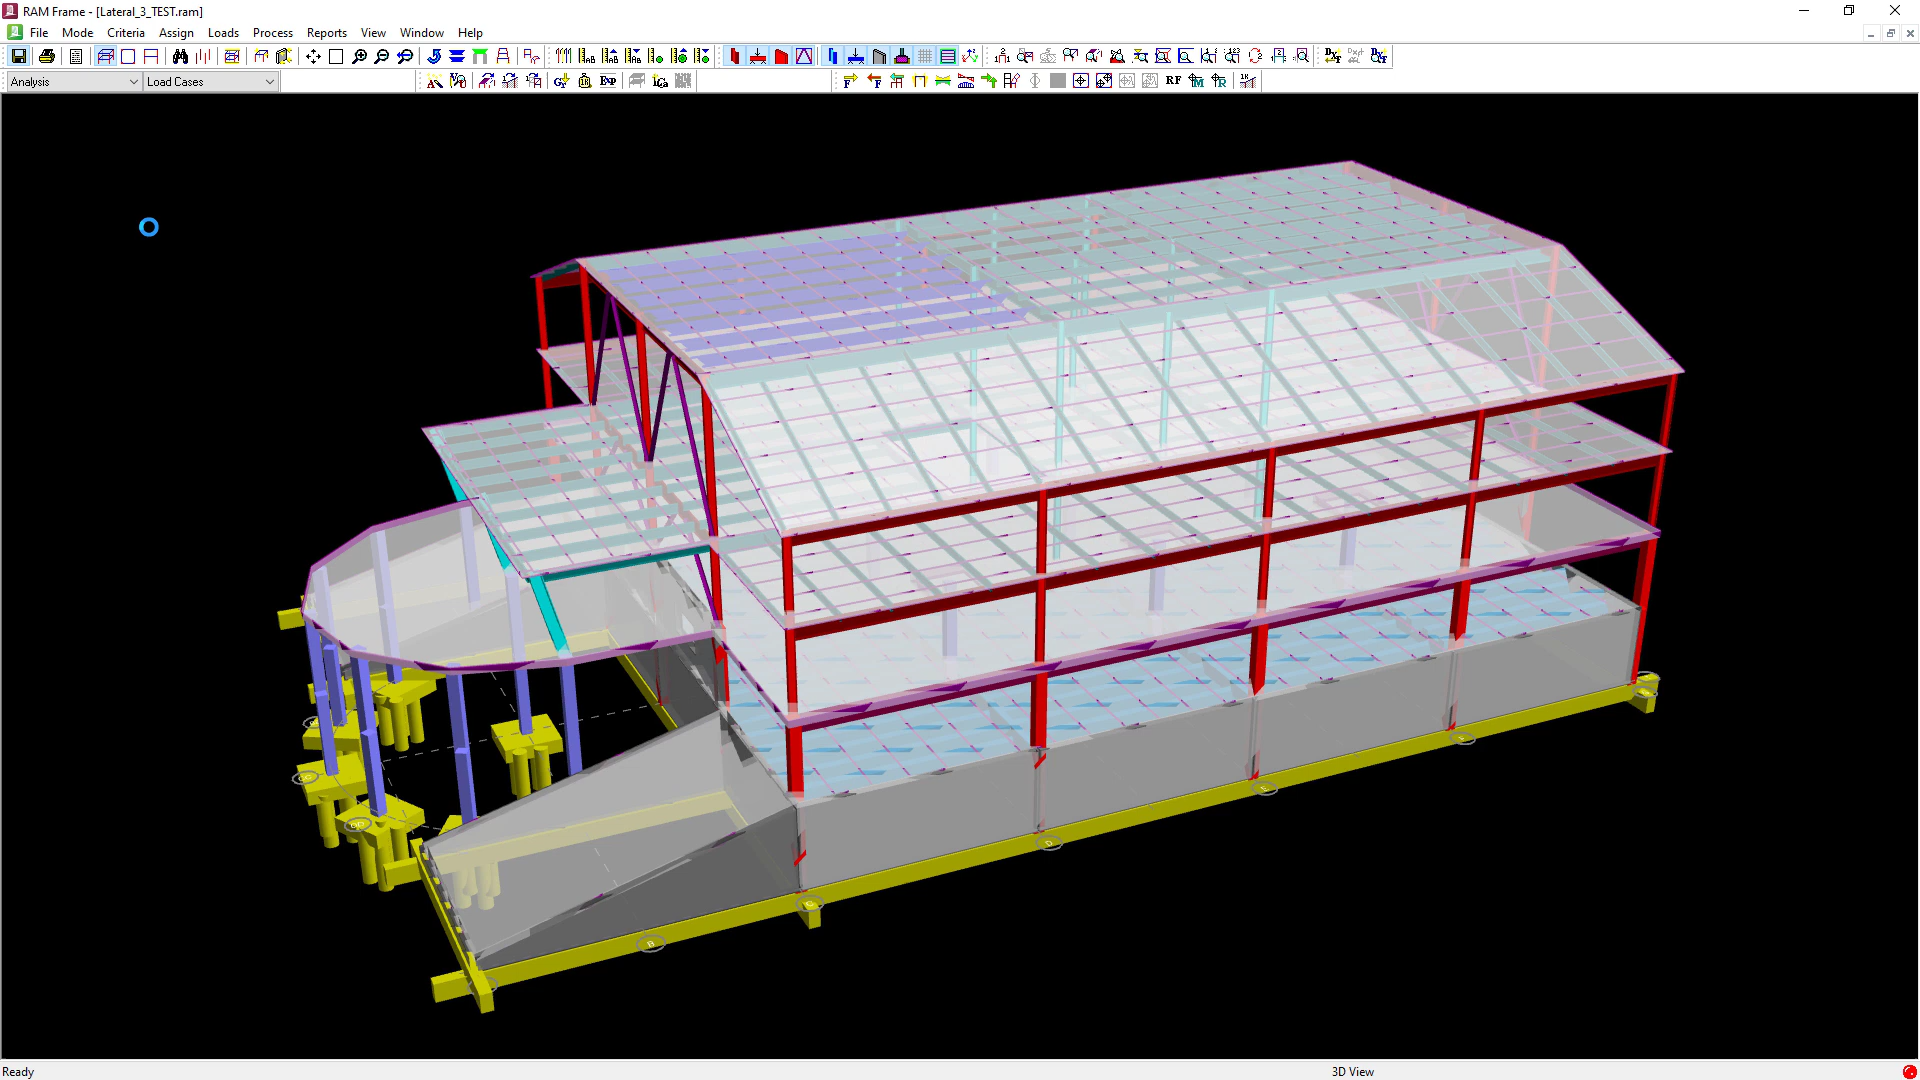 RAM Frame - [Lateral_3_TEST.ram]
File Mode Criteria Assign Loads Process Reports View Window Help
Analysis Load Cases
RF
B
Ready 3D View